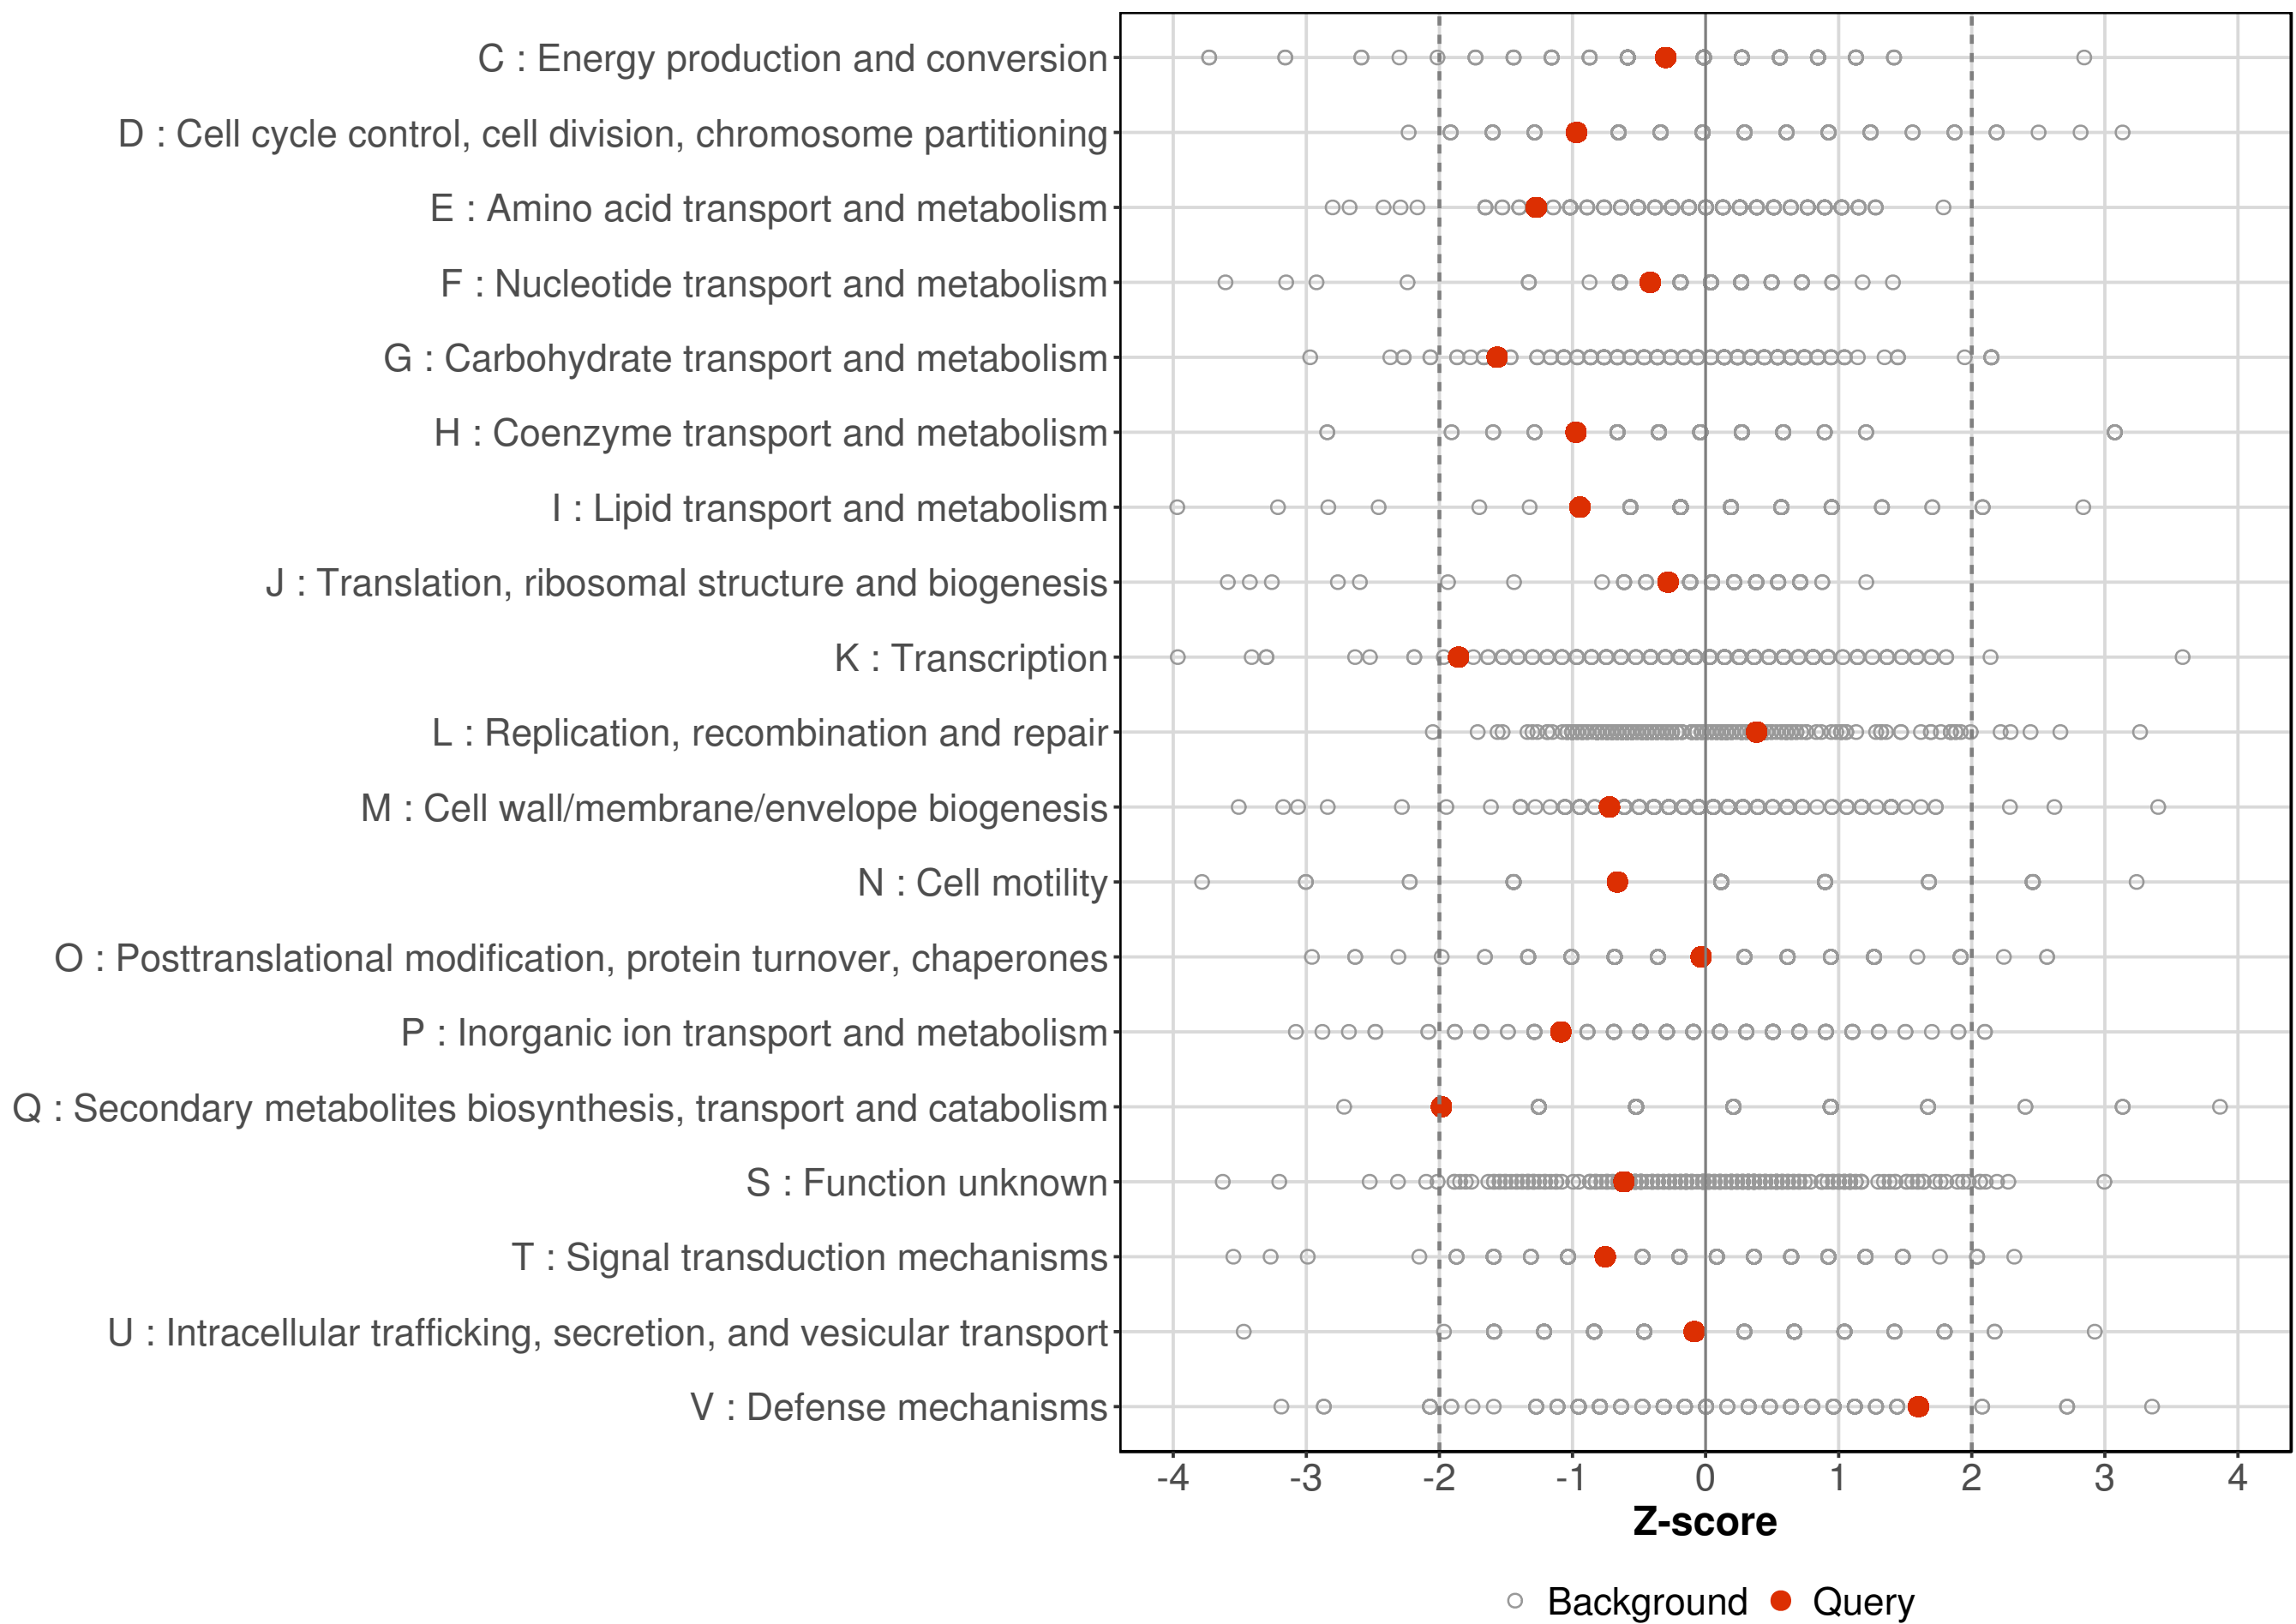 C : Energy production and conversion
D : Cell cycle control, cell division, chromosome partitioning
E : Amino acid transport and metabolism
F : Nucleotide transport and metabolism
G : Carbohydrate transport and metabolism
H : Coenzyme transport and metabolism
I : Lipid transport and metabolism
J : Translation, ribosomal structure and biogenesis
K : Transcription
L : Replication, recombination and repair
M : Cell wall/membrane/envelope biogenesis
N : Cell motility
O : Posttranslational modification, protein turnover, chaperones
P : Inorganic ion transport and metabolism
Q : Secondary metabolites biosynthesis, transport and catabolism
S : Function unknown
T : Signal transduction mechanisms
U : Intracellular trafficking, secretion, and vesicular transport
V : Defense mechanisms
-4 -3 -2 -1 0 1 2 3 4
Z-score
Background Query